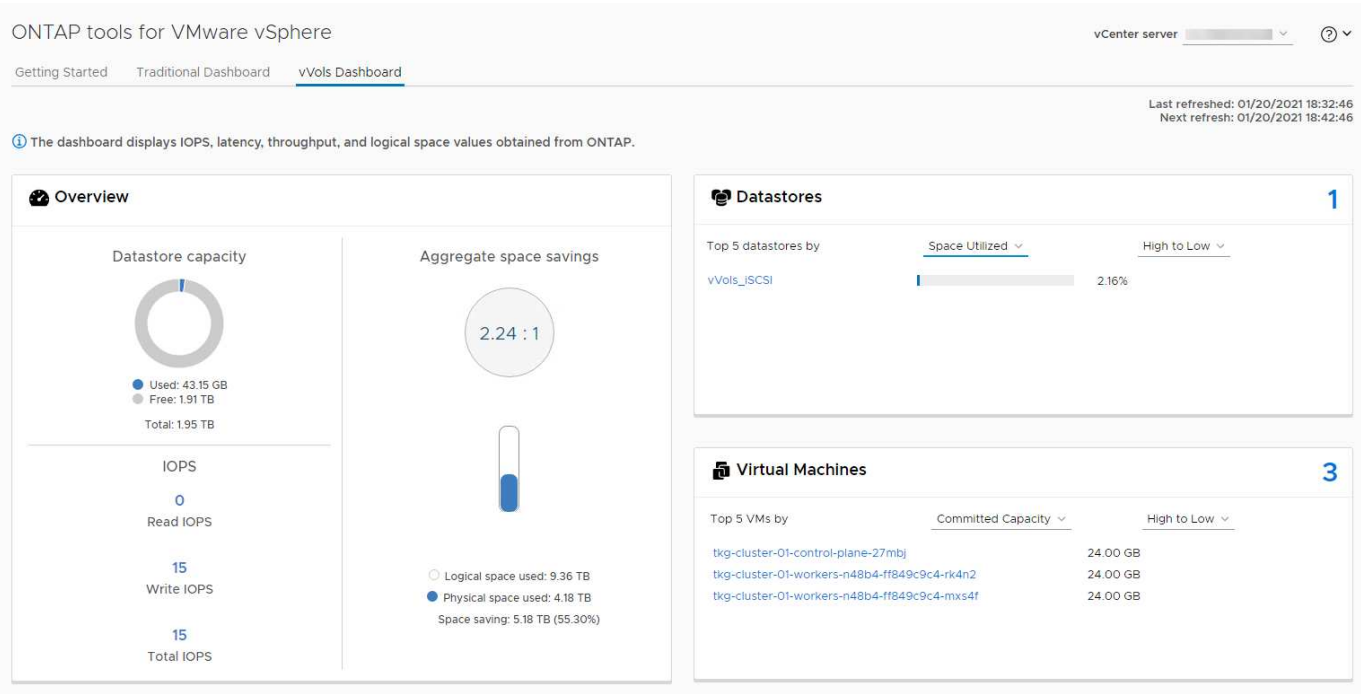 ONTAP tools for VMware vSphere
vCenter server
Getting Started Traditional Dashboard vVols Dashboard
Last refreshed: 01/20/2021 18:32:46
Next refresh: 01/20/2021 18:42:46
The dashboard displays IOPS, latency, throughput, and logical space values obtained from ONTAP.
Overview
Datastore capacity
Used: 43.15 GB
Free: 1.91 TB
Total: 1.95 TB
IOPS
0
Read IOPS
15
Write IOPS
15
Total IOPS
Aggregate space savings
2.24 : 1
Logical space used: 9.36 TB
Physical space used: 4.18 TB
Space saving: 5.18 TB (55.30%)
Datastores 1
Top 5 datastores by Space Utilized High to Low
vVols_iSCSI 2.16%
Virtual Machines 3
Top 5 VMs by Committed Capacity High to Low
tkg-cluster-01-control-plane-27mbj 24.00 GB
tkg-cluster-01-workers-n48b4-ff849c9c4-rk4n2 24.00 GB
tkg-cluster-01-workers-n48b4-ff849c9c4-mxs4f 24.00 GB